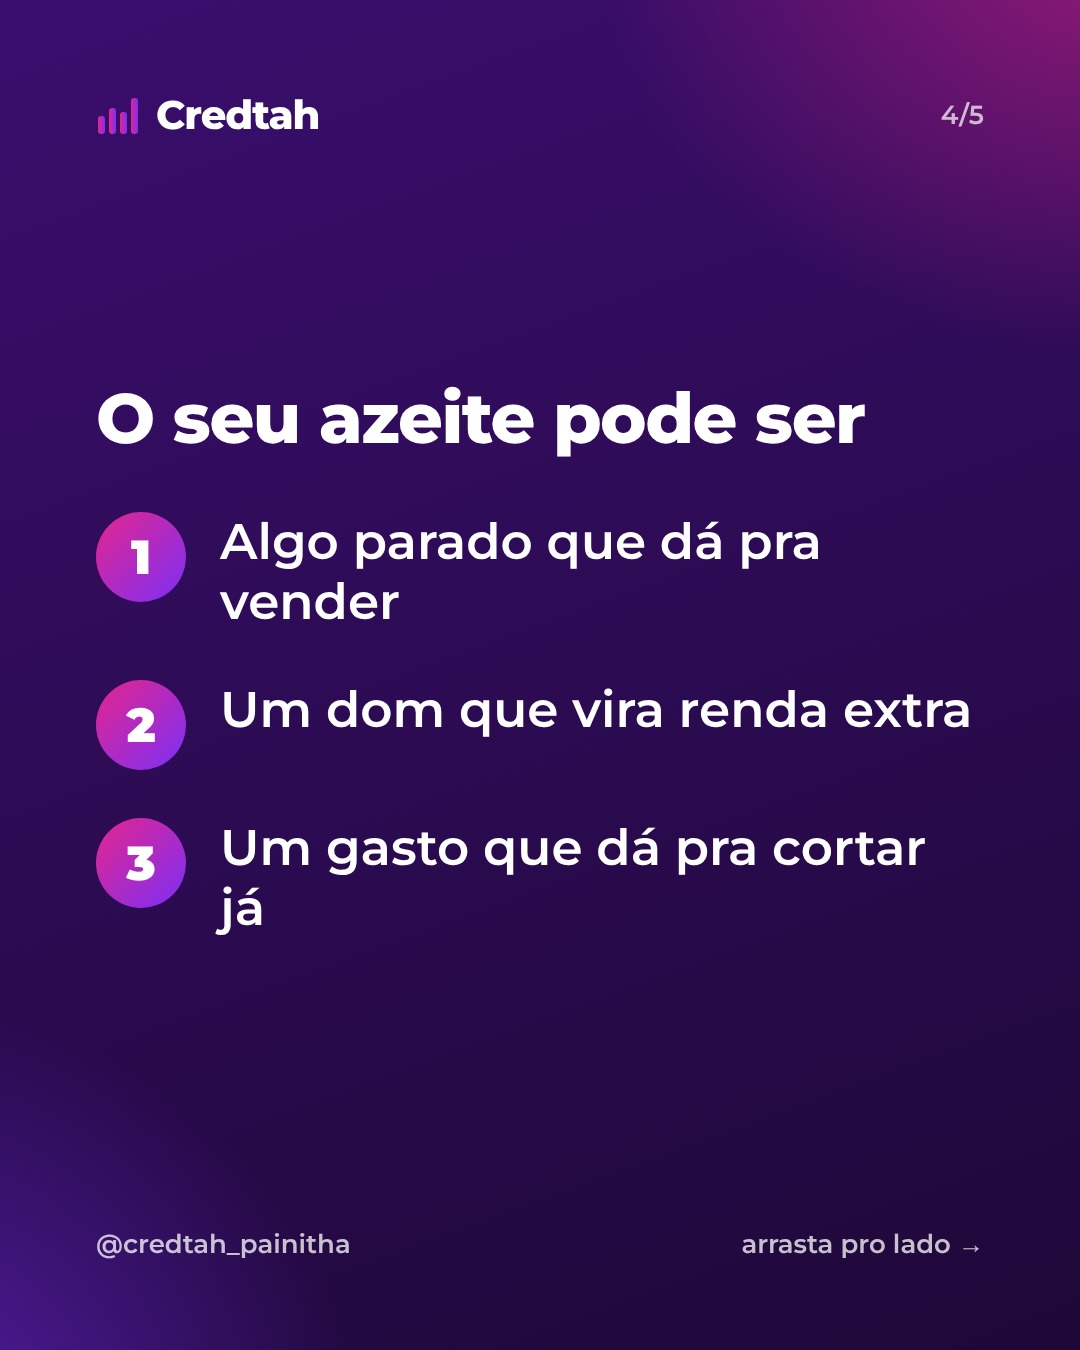 Credtah
4/5
O seu azeite pode ser
1
Algo parado que dá pra
vender
2
Um dom que vira renda extra
3
Um gasto que dá pra cortar
já
@credtah_painitha
arrasta pro lado →